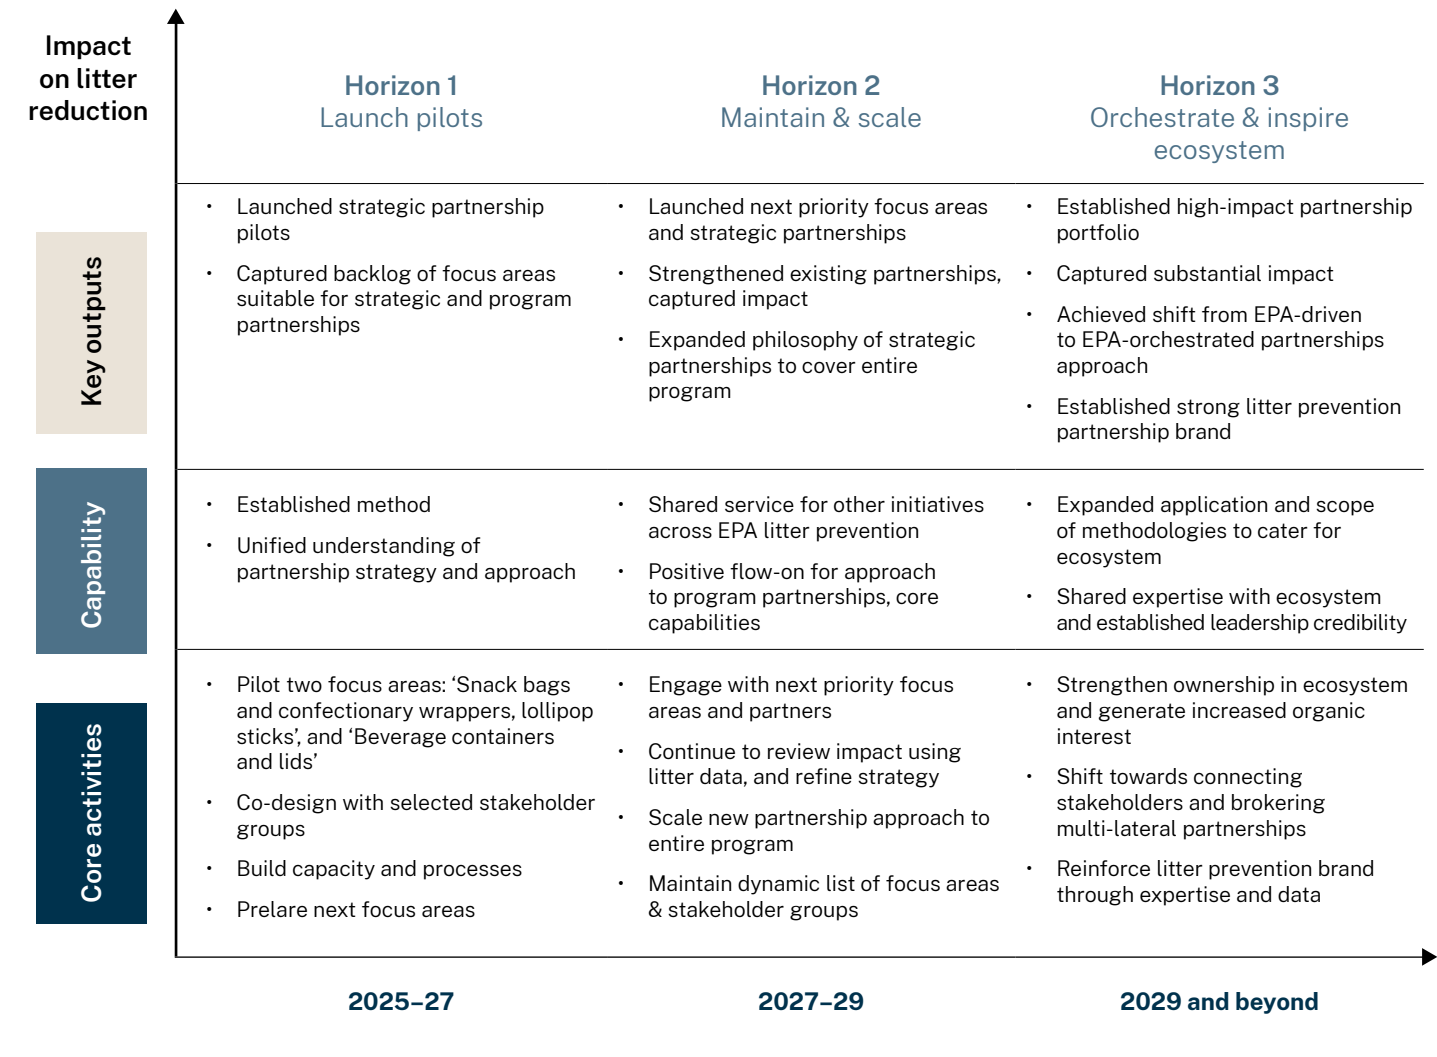 Impact
on litter
reduction
Horizon 1
Launch pilots
Horizon 2
Maintain & scale
Horizon 3
Orchestrate & inspire
ecosystem
Key outputs
• Launched strategic partnership
pilots
• Captured backlog of focus areas
suitable for strategic and program
partnerships
• Launched next priority focus areas
and strategic partnerships
• Strengthened existing partnerships,
captured impact
• Expanded philosophy of strategic
partnerships to cover entire
program
• Established high-impact partnership
portfolio
• Captured substantial impact
• Achieved shift from EPA-driven
to EPA-orchestrated partnerships
approach
• Established strong litter prevention
partnership brand
Capability
• Established method
• Unified understanding of
partnership strategy and approach
• Shared service for other initiatives
across EPA litter prevention
• Positive flow-on for approach
to program partnerships, core
capabilities
• Expanded application and scope
of methodologies to cater for
ecosystem
• Shared expertise with ecosystem
and established leadership credibility
Core activities
• Pilot two focus areas: ‘Snack bags
and confectionary wrappers, lollipop
sticks’, and ‘Beverage containers
and lids’
• Co-design with selected stakeholder
groups
• Build capacity and processes
• Prelare next focus areas
• Engage with next priority focus
areas and partners
• Continue to review impact using
litter data, and refine strategy
• Scale new partnership approach to
entire program
• Maintain dynamic list of focus areas
& stakeholder groups
• Strengthen ownership in ecosystem
and generate increased organic
interest
• Shift towards connecting
stakeholders and brokering
multi-lateral partnerships
• Reinforce litter prevention brand
through expertise and data
2025–27
2027–29
2029 and beyond